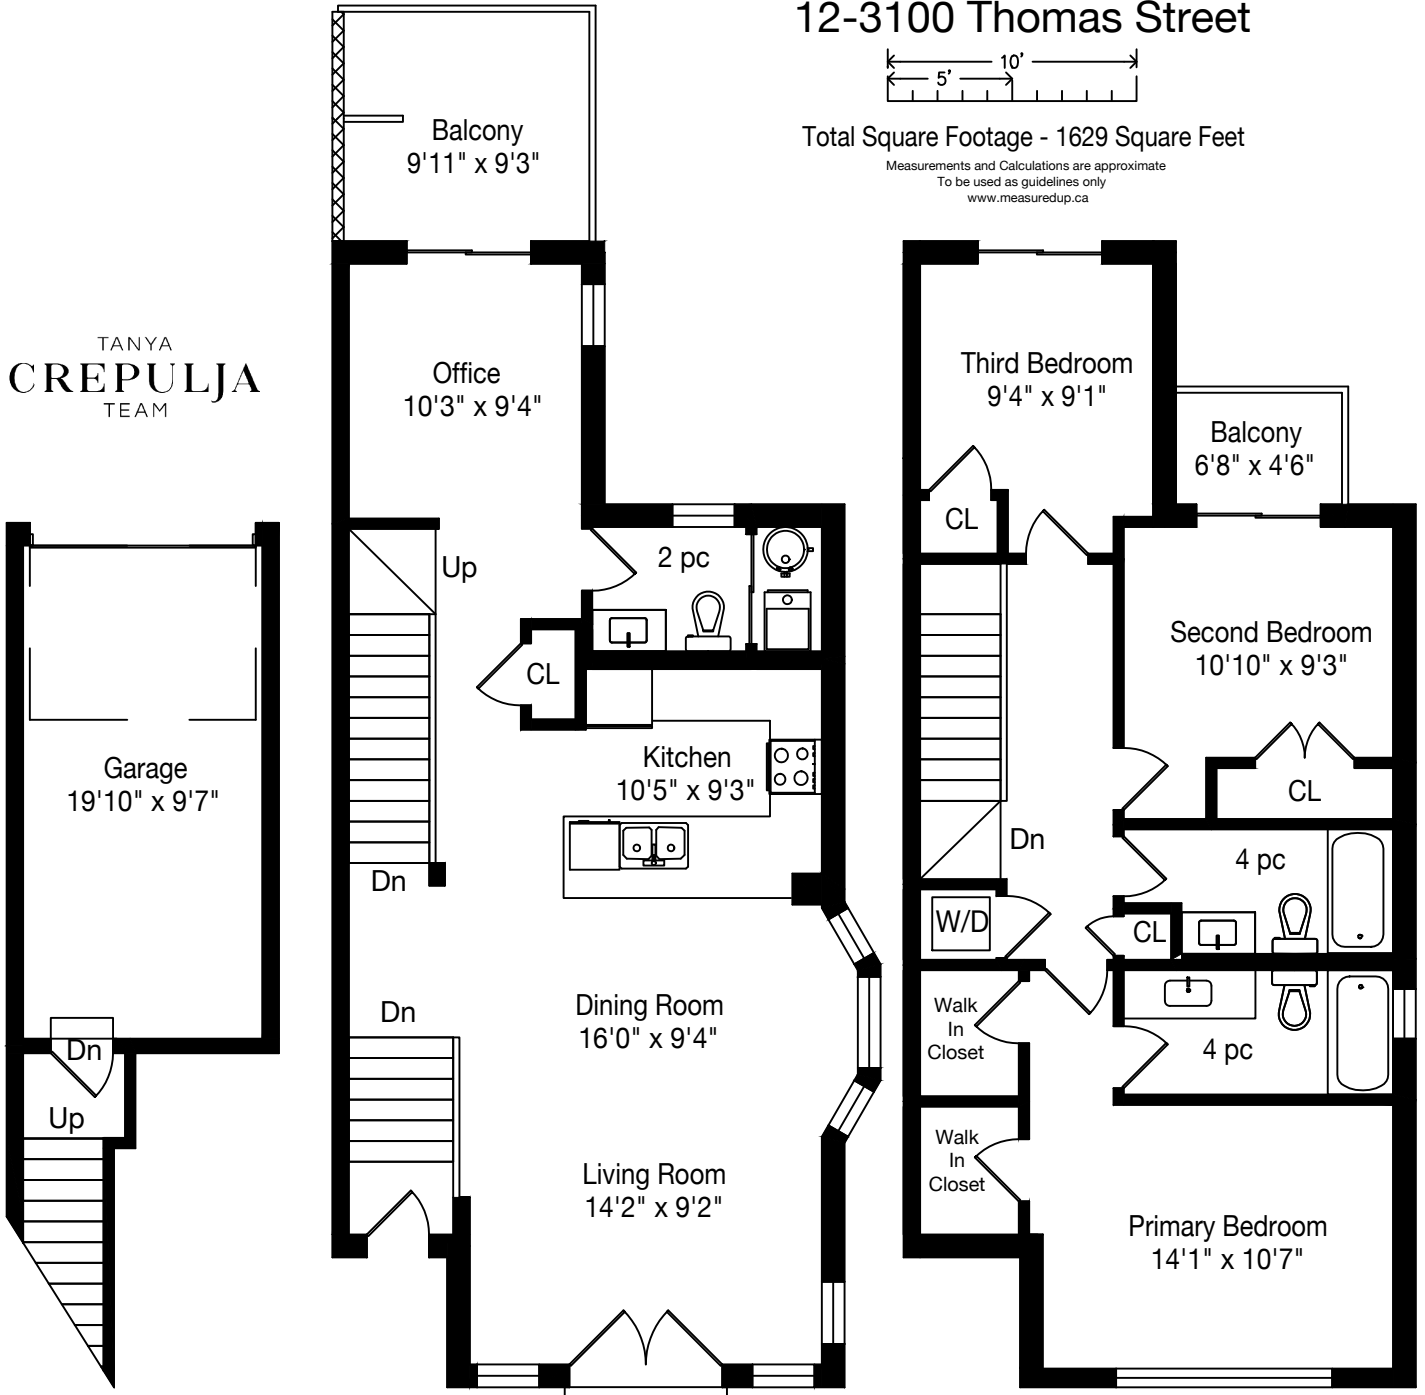 12-3100 Thomas Street
10'
5'
Total Square Footage - 1629 Square Feet
Measurements and Calculations are approximate
To be used as guidelines only
www.measuredup.ca
TANYA
CREPULJA
TEAM
Garage
19'10" x 9'7"
Dn
Up
Balcony
9'11" x 9'3"
Office
10'3" x 9'4"
Up
2 pc
CL
Kitchen
10'5" x 9'3"
Dn
Dn
Dining Room
16'0" x 9'4"
Living Room
14'2" x 9'2"
Third Bedroom
9'4" x 9'1"
Balcony
6'8" x 4'6"
CL
Second Bedroom
10'10" x 9'3"
CL
Dn
4 pc
W/D
CL
Walk
In
Closet
4 pc
Walk
In
Closet
Primary Bedroom
14'1" x 10'7"